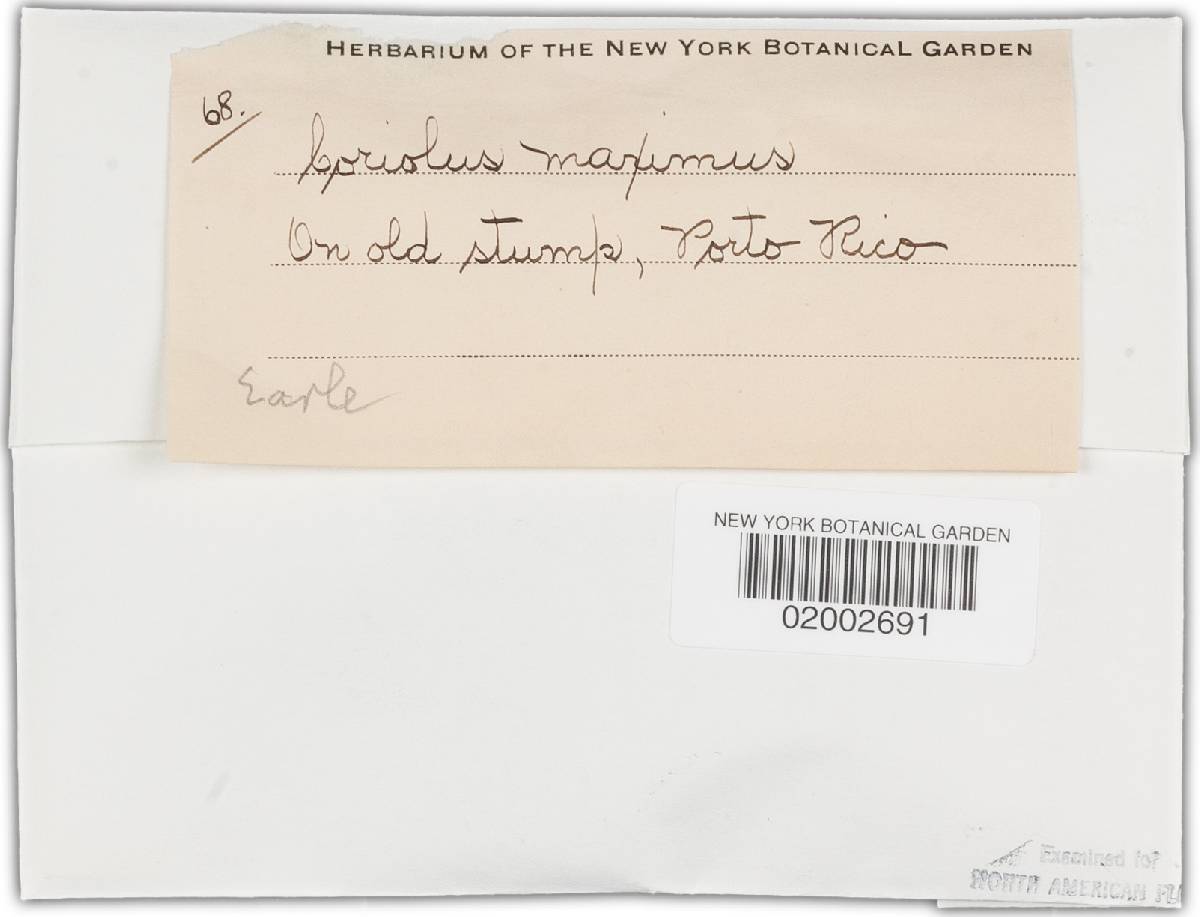 HERBARIUM OF THE NEW YORK BOTANICAL GARDEN
68.
Coriolus maximus
On old stump, Porto Rico
Earle
NEW YORK BOTANICAL GARDEN
02002691
Examined for
NORTH AMERICAN FL